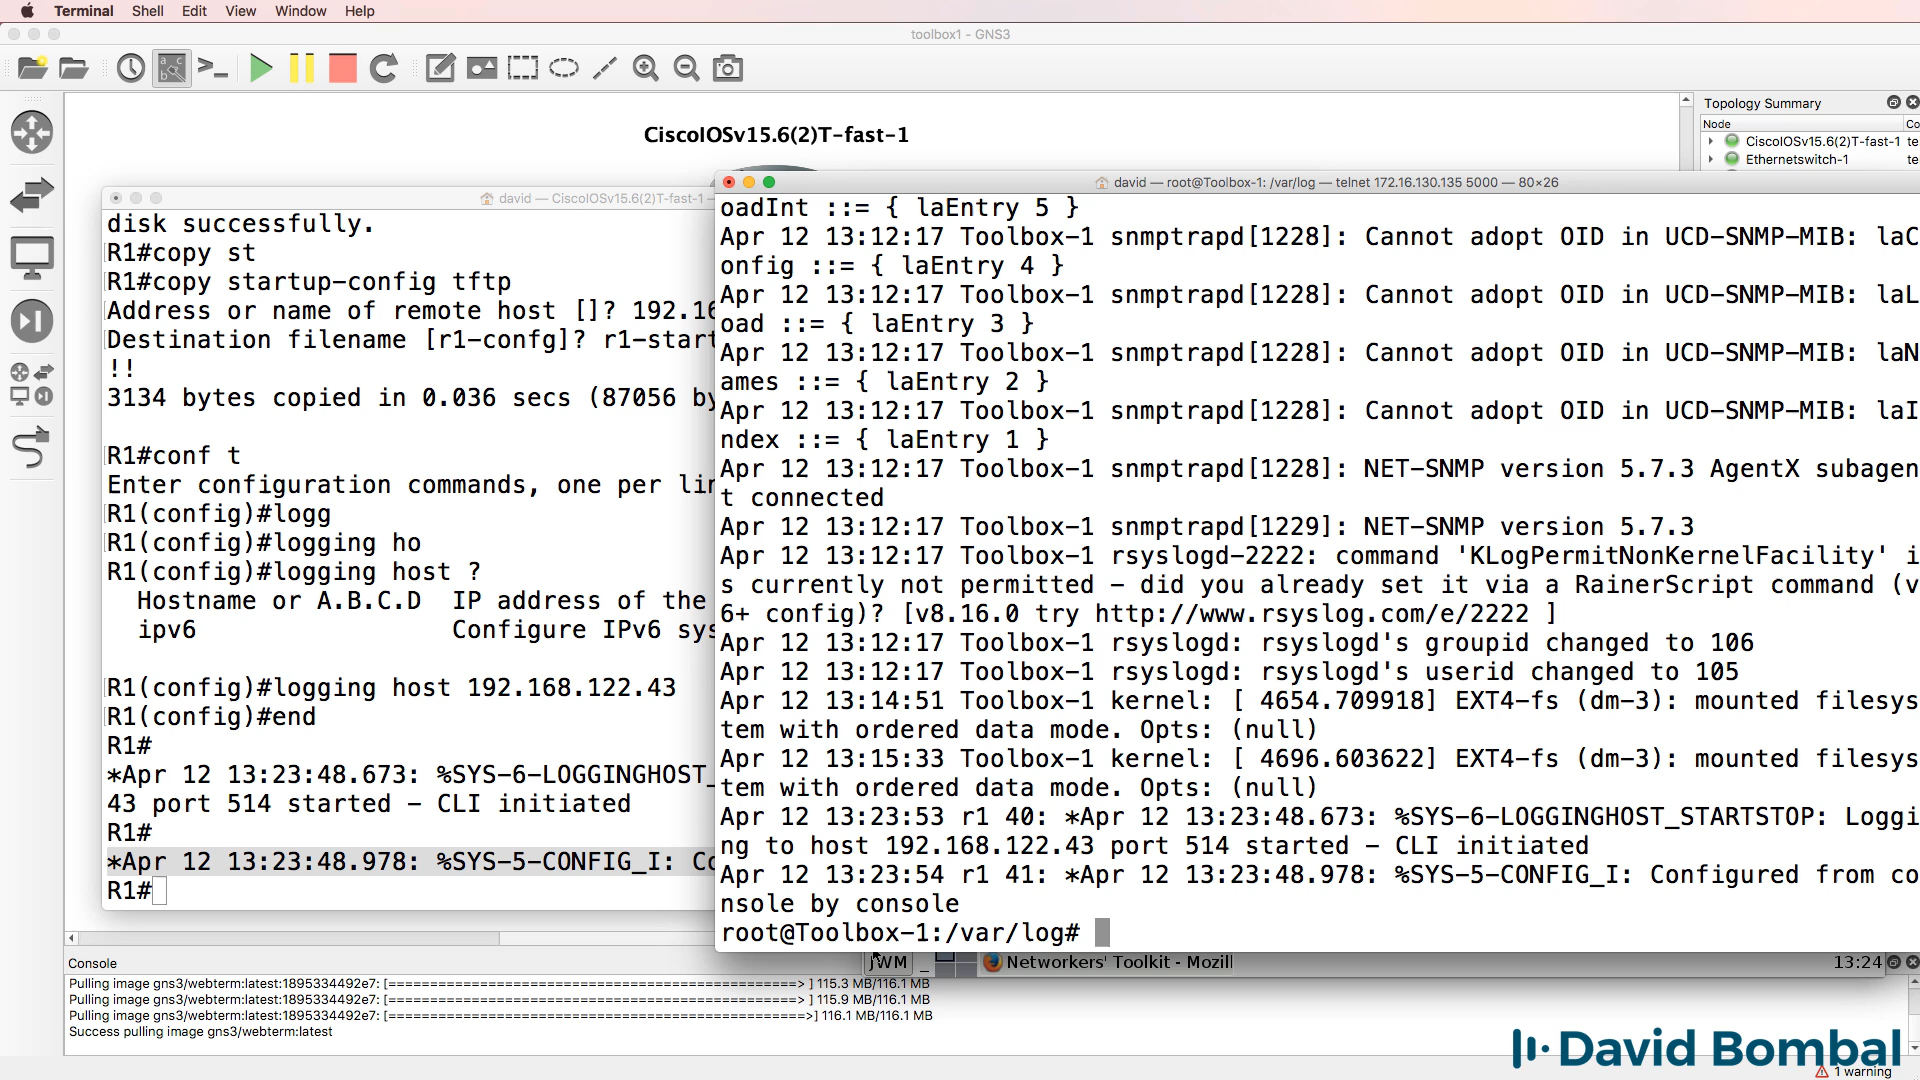 Terminal Shell Edit View Window Help
toolbox1 - GNS3
CiscoIOSv15.6(2)T-fast-1
Topology Summary
Node Co
CiscoIOSv15.6(2)T-fast-1 te
Ethernetswitch-1 te
david — CiscoIOSv15.6(2)T-fast-1 —
disk successfully.
R1#copy st
R1#copy startup-config tftp
Address or name of remote host []? 192.16
Destination filename [r1-confg]? r1-start
!!
3134 bytes copied in 0.036 secs (87056 by
R1#conf t
Enter configuration commands, one per lin
R1(config)#logg
R1(config)#logging ho
R1(config)#logging host ?
Hostname or A.B.C.D IP address of the
ipv6 Configure IPv6 sys
R1(config)#logging host 192.168.122.43
R1(config)#end
R1#
*Apr 12 13:23:48.673: %SYS-6-LOGGINGHOST_
43 port 514 started - CLI initiated
R1#
*Apr 12 13:23:48.978: %SYS-5-CONFIG_I: Co
R1#
david — root@Toolbox-1: /var/log — telnet 172.16.130.135 5000 — 80×26
oadInt ::= { laEntry 5 }
Apr 12 13:12:17 Toolbox-1 snmptrapd[1228]: Cannot adopt OID in UCD-SNMP-MIB: laC
onfig ::= { laEntry 4 }
Apr 12 13:12:17 Toolbox-1 snmptrapd[1228]: Cannot adopt OID in UCD-SNMP-MIB: laL
oad ::= { laEntry 3 }
Apr 12 13:12:17 Toolbox-1 snmptrapd[1228]: Cannot adopt OID in UCD-SNMP-MIB: laN
ames ::= { laEntry 2 }
Apr 12 13:12:17 Toolbox-1 snmptrapd[1228]: Cannot adopt OID in UCD-SNMP-MIB: laI
ndex ::= { laEntry 1 }
Apr 12 13:12:17 Toolbox-1 snmptrapd[1228]: NET-SNMP version 5.7.3 AgentX subagen
t connected
Apr 12 13:12:17 Toolbox-1 snmptrapd[1229]: NET-SNMP version 5.7.3
Apr 12 13:12:17 Toolbox-1 rsyslogd-2222: command 'KLogPermitNonKernelFacility' i
s currently not permitted - did you already set it via a RainerScript command (v
6+ config)? [v8.16.0 try http://www.rsyslog.com/e/2222 ]
Apr 12 13:12:17 Toolbox-1 rsyslogd: rsyslogd's groupid changed to 106
Apr 12 13:12:17 Toolbox-1 rsyslogd: rsyslogd's userid changed to 105
Apr 12 13:14:51 Toolbox-1 kernel: [ 4654.709918] EXT4-fs (dm-3): mounted filesys
tem with ordered data mode. Opts: (null)
Apr 12 13:15:33 Toolbox-1 kernel: [ 4696.603622] EXT4-fs (dm-3): mounted filesys
tem with ordered data mode. Opts: (null)
Apr 12 13:23:53 r1 40: *Apr 12 13:23:48.673: %SYS-6-LOGGINGHOST_STARTSTOP: Loggi
ng to host 192.168.122.43 port 514 started - CLI initiated
Apr 12 13:23:54 r1 41: *Apr 12 13:23:48.978: %SYS-5-CONFIG_I: Configured from co
nsole by console
root@Toolbox-1:/var/log#
JWM _ Networkers' Toolkit - Mozill 13:24
Console
Pulling image gns3/webterm:latest:1895334492e7: [=================================================> ] 115.3 MB/116.1 MB
Pulling image gns3/webterm:latest:1895334492e7: [=================================================> ] 115.9 MB/116.1 MB
Pulling image gns3/webterm:latest:1895334492e7: [==================================================>] 116.1 MB/116.1 MB
Success pulling image gns3/webterm:latest
David Bombal
1 warning